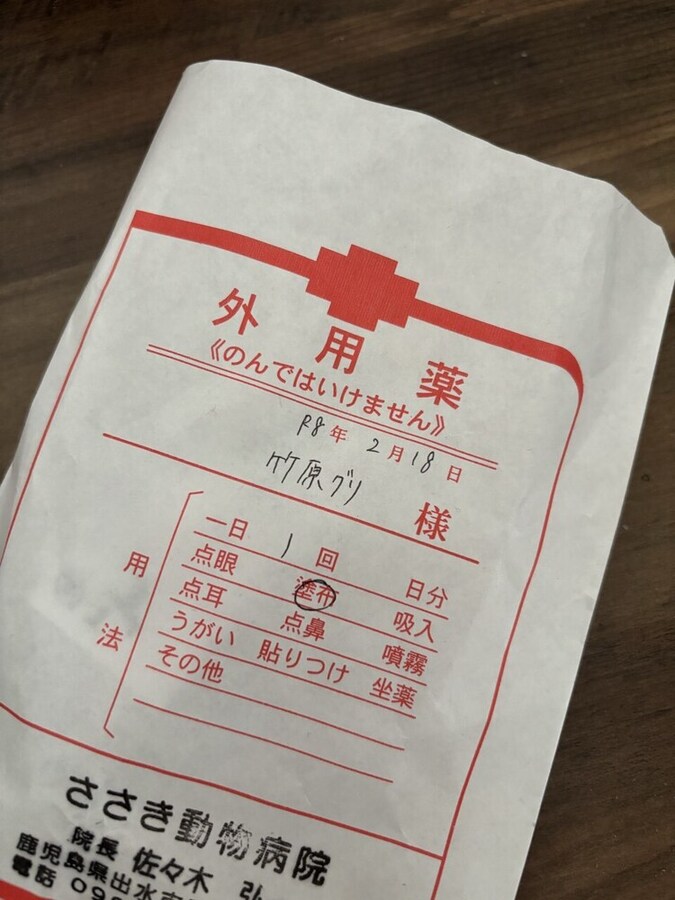 外用薬
《のんではいけません》
R8年 2月18日
竹原グリ 様
用法
一日 1 回 日分
点眼 塗布 吸入
点耳 点鼻 噴霧
うがい 貼りつけ 坐薬
その他
ささき動物病院
院長 佐々木 弘
鹿児島県出水市
電話 09